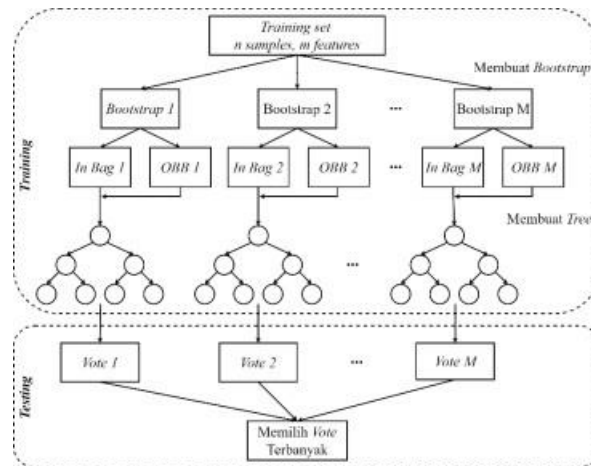 Training set
n samples, m features
Membuat Bootstrap
Bootstrap 1
Bootstrap 2
...
Bootstrap M
In Bag 1
OBB 1
In Bag 2
OBB 2
...
In Bag M
OBB M
Training
Membuat Tree
...
Vote 1
Vote 2
...
Vote M
Testing
Memilih Vote
Terbanyak